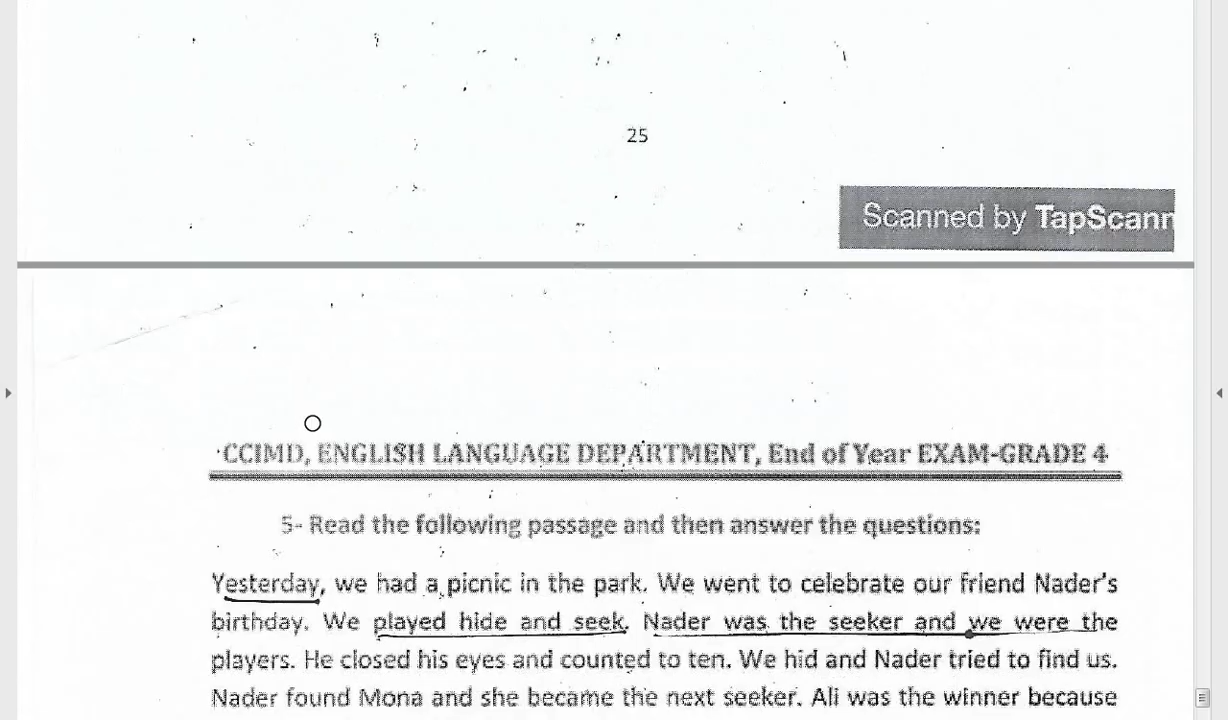 25
Scanned by TapScann
CCIMD, ENGLISH LANGUAGE DEPARTMENT, End of Year EXAM-GRADE 4
5- Read the following passage and then answer the questions:
Yesterday, we had a picnic in the park. We went to celebrate our friend Nader's
birthday. We played hide and seek. Nader was the seeker and we were the
players. He closed his eyes and counted to ten. We hid and Nader tried to find us.
Nader found Mona and she became the next seeker. Ali was the winner because